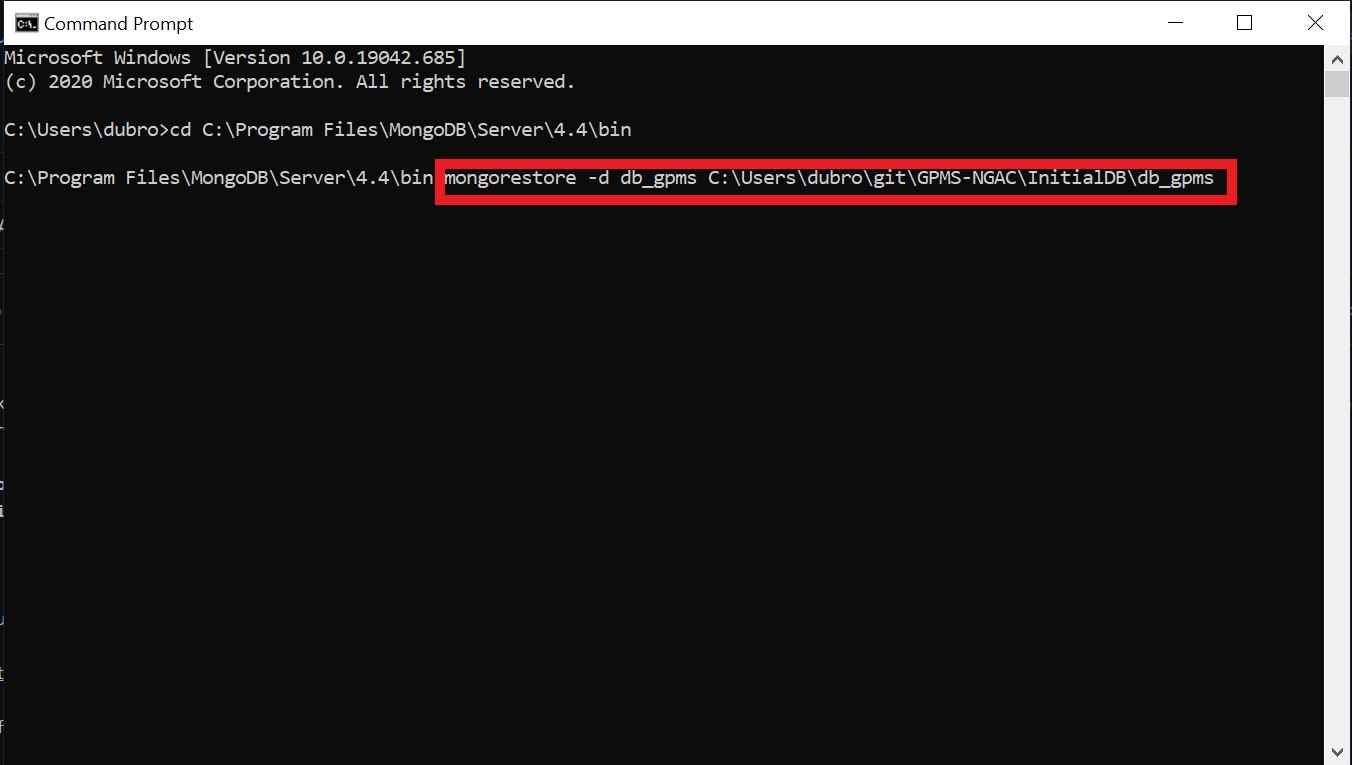 Command Prompt
Microsoft Windows [Version 10.0.19042.685]
(c) 2020 Microsoft Corporation. All rights reserved.
C:\Users\dubro>cd C:\Program Files\MongoDB\Server\4.4\bin
C:\Program Files\MongoDB\Server\4.4\bin mongorestore -d db_gpms C:\Users\dubro\git\GPMS-NGAC\InitialDB\db_gpms